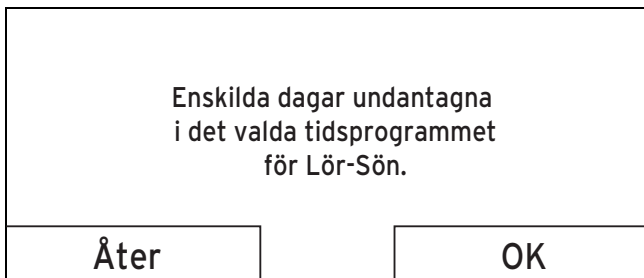 Enskilda dagar undantagna
i det valda tidsprogrammet
för Lör-Sön.
Åter
OK